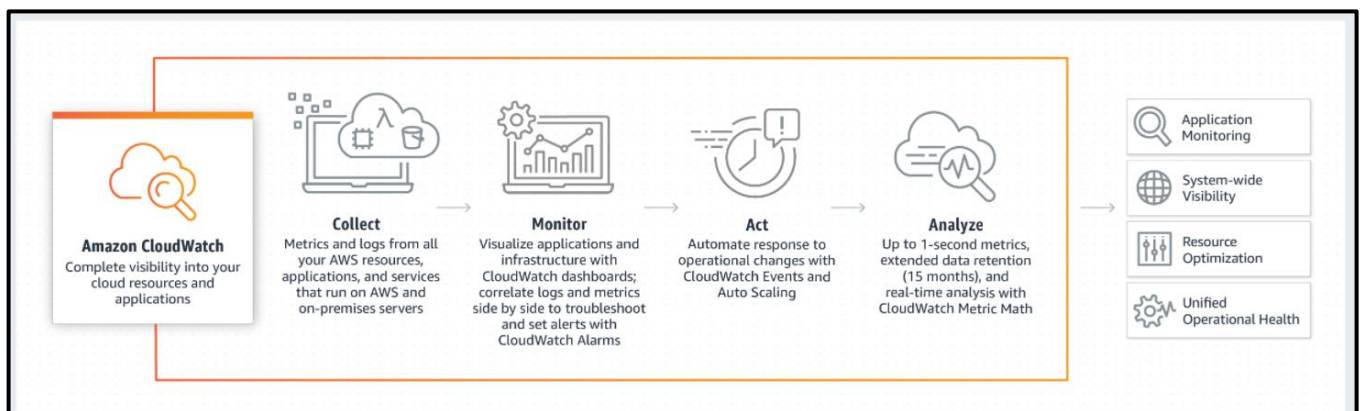 Amazon CloudWatch
Complete visibility into your
cloud resources and
applications
Collect
Metrics and logs from all
your AWS resources,
applications, and services
that run on AWS and
on-premises servers
Monitor
Visualize applications and
infrastructure with
CloudWatch dashboards;
correlate logs and metrics
side by side to troubleshoot
and set alerts with
CloudWatch Alarms
Act
Automate response to
operational changes with
CloudWatch Events and
Auto Scaling
Analyze
Up to 1-second metrics,
extended data retention
(15 months), and
real-time analysis with
CloudWatch Metric Math
Application
Monitoring
System-wide
Visibility
Resource
Optimization
Unified
Operational Health